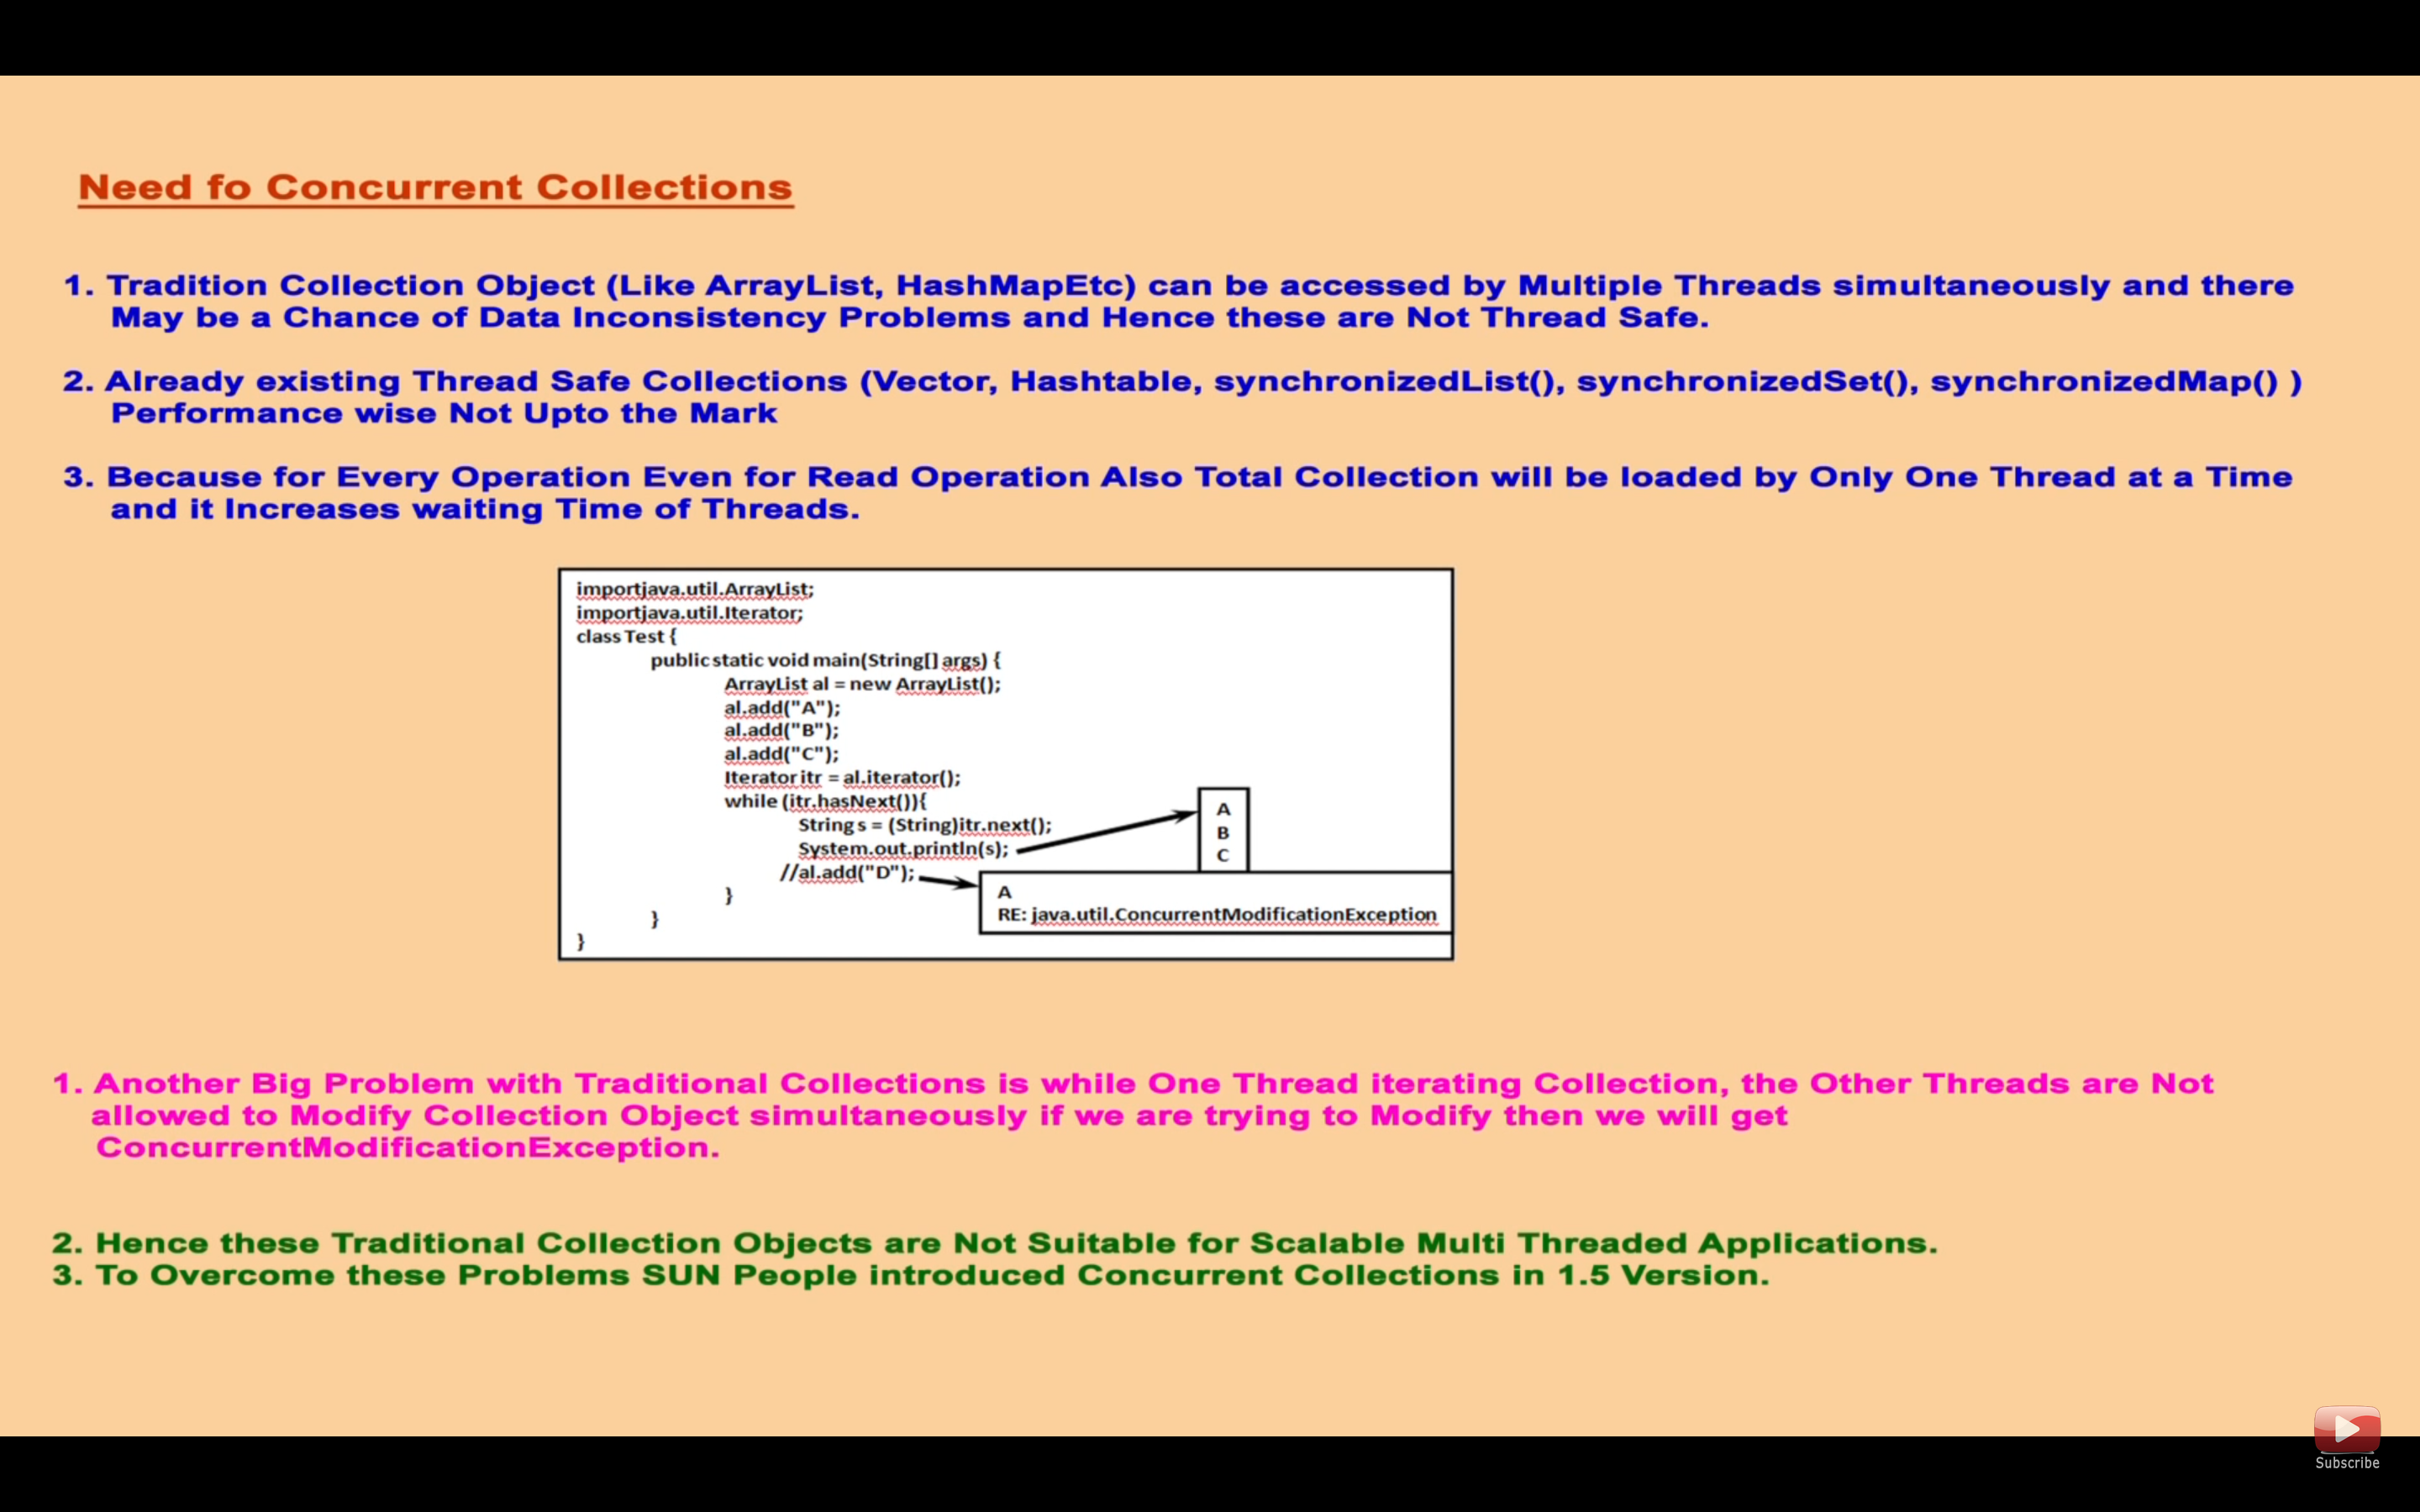 Need fo Concurrent Collections
1. Tradition Collection Object (Like ArrayList, HashMapEtc) can be accessed by Multiple Threads simultaneously and there
May be a Chance of Data Inconsistency Problems and Hence these are Not Thread Safe.
2. Already existing Thread Safe Collections (Vector, Hashtable, synchronizedList(), synchronizedSet(), synchronizedMap() )
Performance wise Not Upto the Mark
3. Because for Every Operation Even for Read Operation Also Total Collection will be loaded by Only One Thread at a Time
and it Increases waiting Time of Threads.
importjava.util.ArrayList;
importjava.util.Iterator;
class Test {
public static void main(String[] args) {
ArrayList al = new ArrayList();
al.add("A");
al.add("B");
al.add("C");
Iterator itr = al.iterator();
while (itr.hasNext()){
String s = (String)itr.next();
System.out.println(s);
//al.add("D");
}
}
}
A
B
C
A
RE: java.util.ConcurrentModificationException
1. Another Big Problem with Traditional Collections is while One Thread iterating Collection, the Other Threads are Not
allowed to Modify Collection Object simultaneously if we are trying to Modify then we will get
ConcurrentModificationException.
2. Hence these Traditional Collection Objects are Not Suitable for Scalable Multi Threaded Applications.
3. To Overcome these Problems SUN People introduced Concurrent Collections in 1.5 Version.
Subscribe